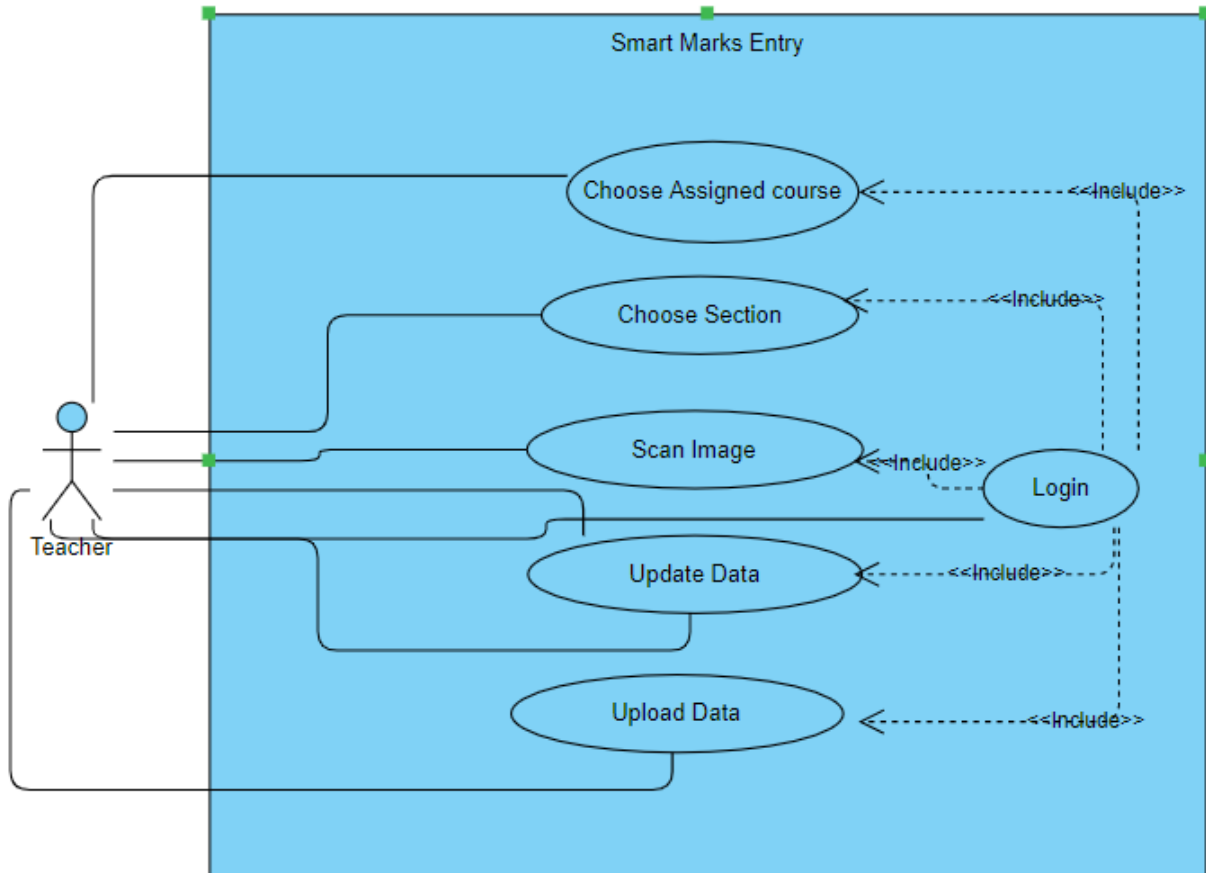 Smart Marks Entry
Choose Assigned course
<<Include>>
Choose Section
<<Include>>
Scan Image
<<Include>>
Login
Teacher
Update Data
<<Include>>
Upload Data
<<Include>>